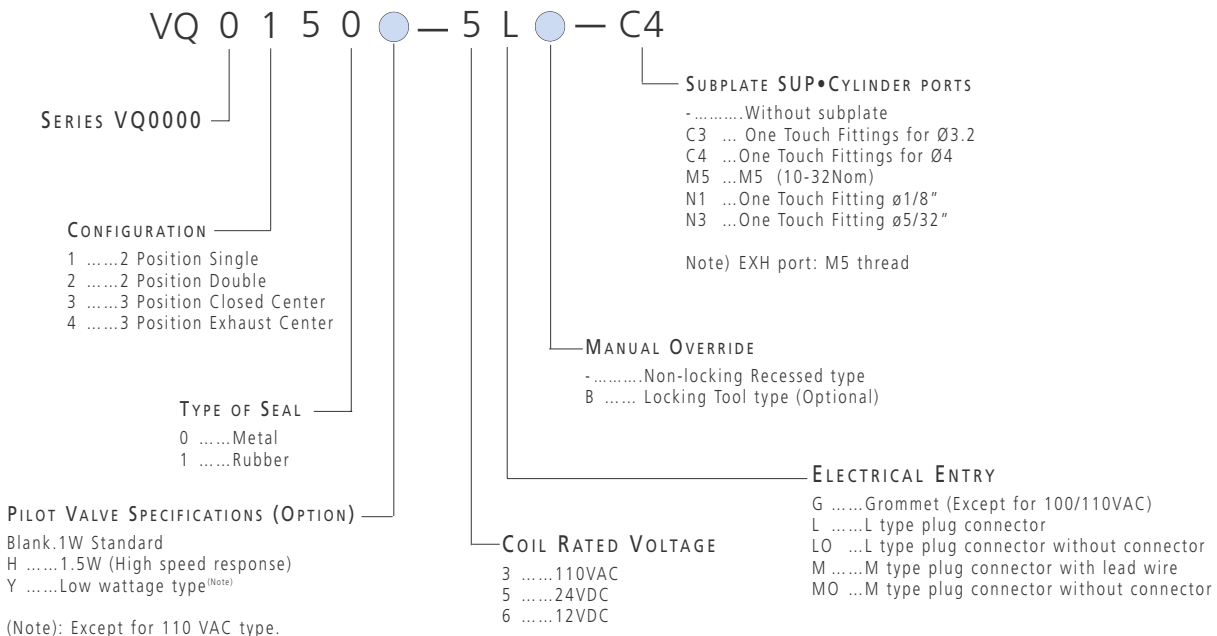 VQ 0 1 5 0 — 5 L — C4
SUBPLATE SUP•CYLINDER PORTS
-..........Without subplate
C3 ... One Touch Fittings for Ø3.2
C4 ...One Touch Fittings for Ø4
M5 ...M5 (10-32Nom)
N1 ...One Touch Fitting ø1/8"
N3 ...One Touch Fitting ø5/32"
Note) EXH port: M5 thread
SERIES VQ0000
CONFIGURATION
1 ......2 Position Single
2 ......2 Position Double
3 ......3 Position Closed Center
4 ......3 Position Exhaust Center
MANUAL OVERRIDE
-..........Non-locking Recessed type
B ...... Locking Tool type (Optional)
TYPE OF SEAL
0 ......Metal
1 ......Rubber
ELECTRICAL ENTRY
G ......Grommet (Except for 100/110VAC)
L ......L type plug connector
LO ...L type plug connector without connector
M ......M type plug connector with lead wire
MO ...M type plug connector without connector
PILOT VALVE SPECIFICATIONS (OPTION)
Blank.1W Standard
H ......1.5W (High speed response)
Y ......Low wattage type(Note)
(Note): Except for 110 VAC type.
COIL RATED VOLTAGE
3 ......110VAC
5 ......24VDC
6 ......12VDC